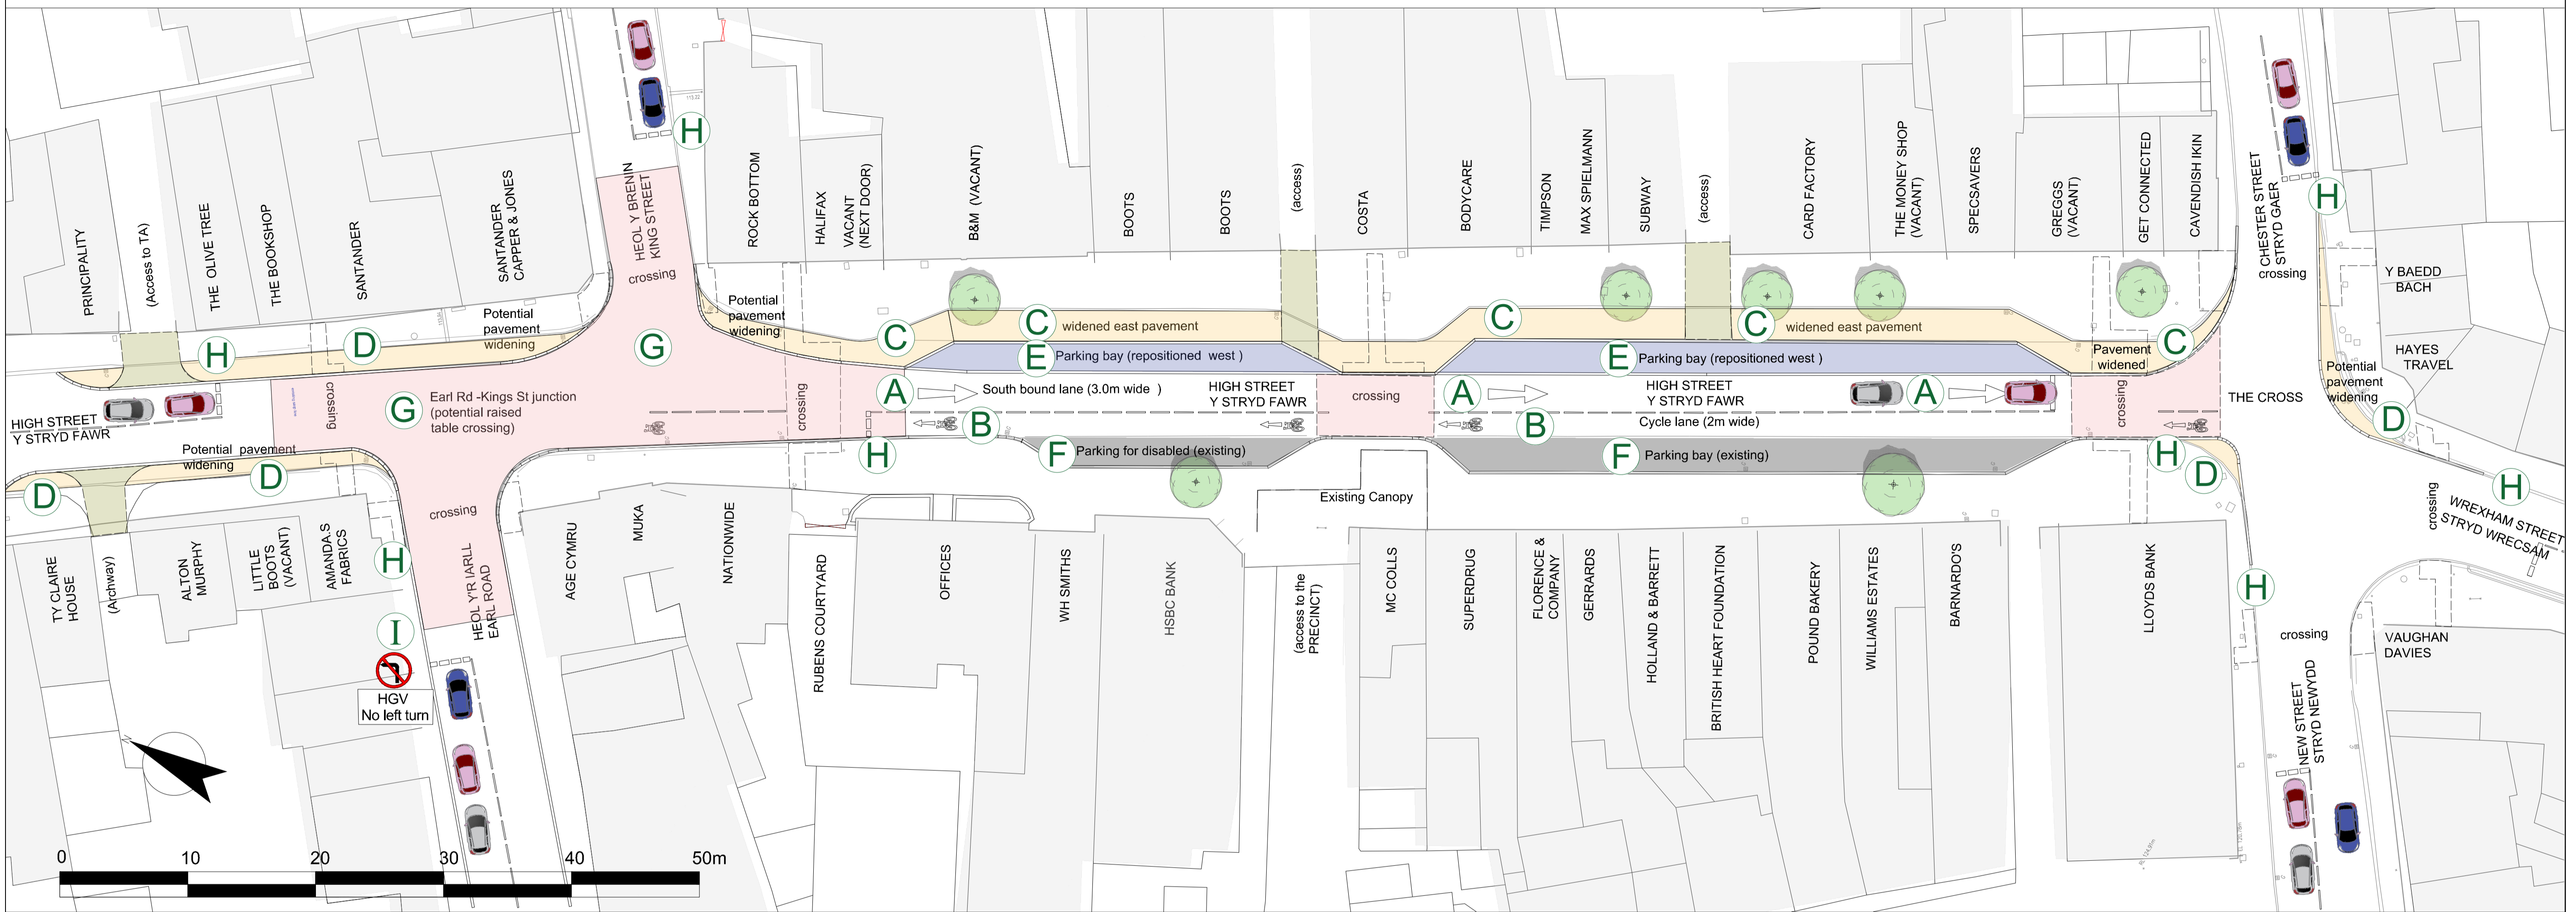 PRINCIPALITY
(Access to TA)
THE OLIVE TREE
THE BOOKSHOP
SANTANDER
SANTANDER
CAPPER & JONES
HEOL Y BRENIN
KING STREET
crossing
113.22
H
ROCK BOTTOM
HALIFAX
VACANT
(NEXT DOOR)
B&M (VACANT)
BOOTS
BOOTS
(access)
COSTA
BODYCARE
TIMPSON
MAX SPIELMANN
SUBWAY
(access)
CARD FACTORY
THE MONEY SHOP
(VACANT)
SPECSAVERS
GREGGS
(VACANT)
GET CONNECTED
CAVENDISH IKIN
CHESTER STREET
STRYD GAER
crossing
H
Y BAEDD
BACH
HAYES
TRAVEL
H
D
Potential
pavement
widening
G
Potential
pavement
widening
C
C
widened east pavement
C
C
widened east pavement
C
Pavement
widened
Potential
pavement
widening
D
E
Parking bay (repositioned west )
E
Parking bay (repositioned west )
HIGH STREET
Y STRYD FAWR
crossing
G
Earl Rd -Kings St junction
(potential raised
table crossing)
crossing
A
South bound lane (3.0m wide )
HIGH STREET
Y STRYD FAWR
crossing
A
HIGH STREET
Y STRYD FAWR
A
crossing
THE CROSS
B
B
Cycle lane (2m wide)
Potential pavement
widening
D
D
H
F
Parking for disabled (existing)
F
Parking bay (existing)
H
D
H
crossing
WREXHAM STREET
STRYD WRECSAM
Existing Canopy
crossing
TY CLAIRE
HOUSE
(Archway)
ALTON
MURPHY
LITTLE
BOOTS
(VACANT)
AMANDA.S
FABRICS
H
HEOL Y'R IARLL
EARL ROAD
AGE CYMRU
MUKA
NATIONWIDE
RUBENS COURTYARD
OFFICES
WH SMITHS
HSBC BANK
(access to the
PRECINCT)
MC COLLS
SUPERDRUG
FLORENCE &
COMPANY
GERRARDS
HOLLAND & BARRETT
BRITISH HEART FOUNDATION
POUND BAKERY
WILLIAMS ESTATES
BARNARDO'S
LLOYDS BANK
H
crossing
VAUGHAN
DAVIES
NEW STREET
STRYD NEWYDD
I
HGV
No left turn
N
0 10 20 30 40 50m